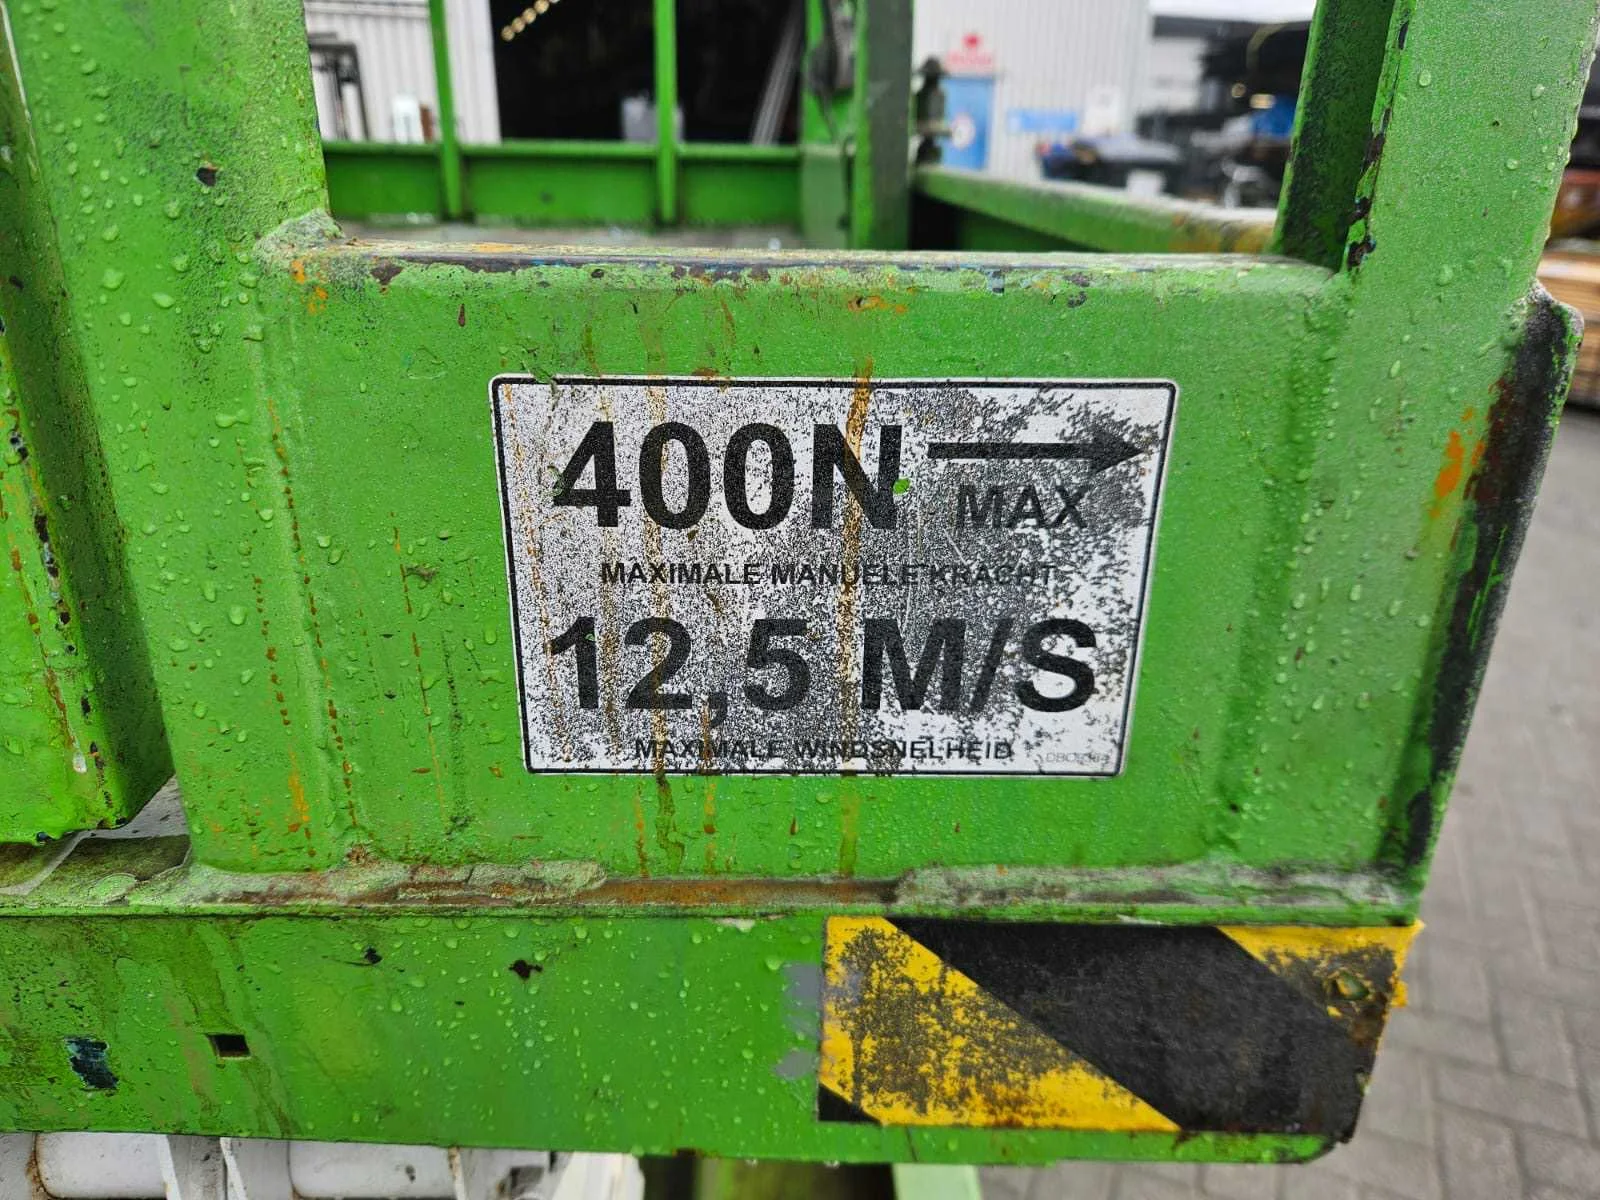 400N
MAX
MAXIMALE MANUELE KRACHT
12,5 M/S
MAXIMALE WINDSNELHEID